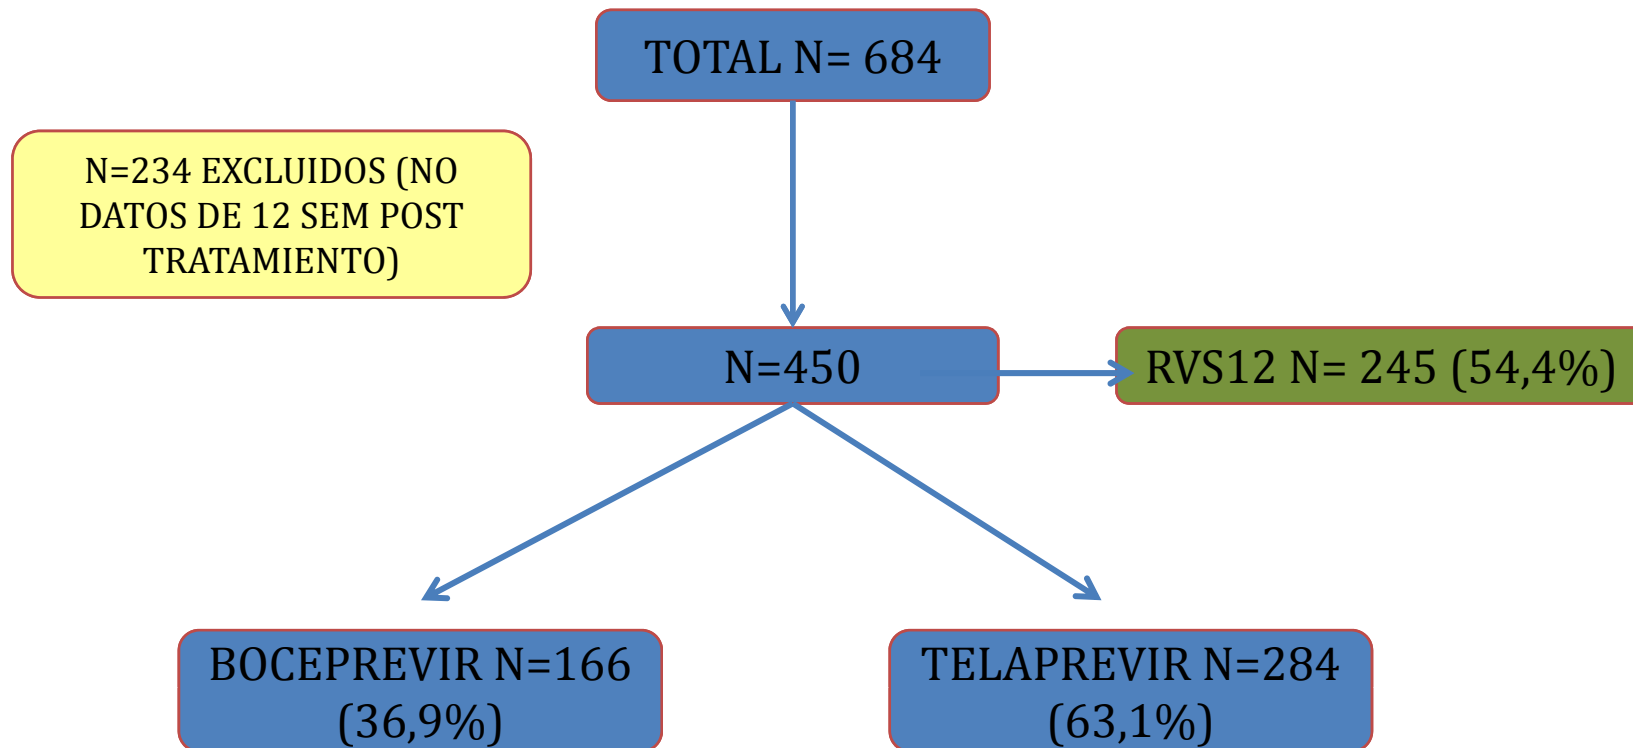 TOTAL N= 684
N=234 EXCLUIDOS (NO
DATOS DE 12 SEM POST
TRATAMIENTO)
N=450
RVS12 N= 245 (54,4%)
BOCEPREVIR N=166
(36,9%)
TELAPREVIR N=284
(63,1%)